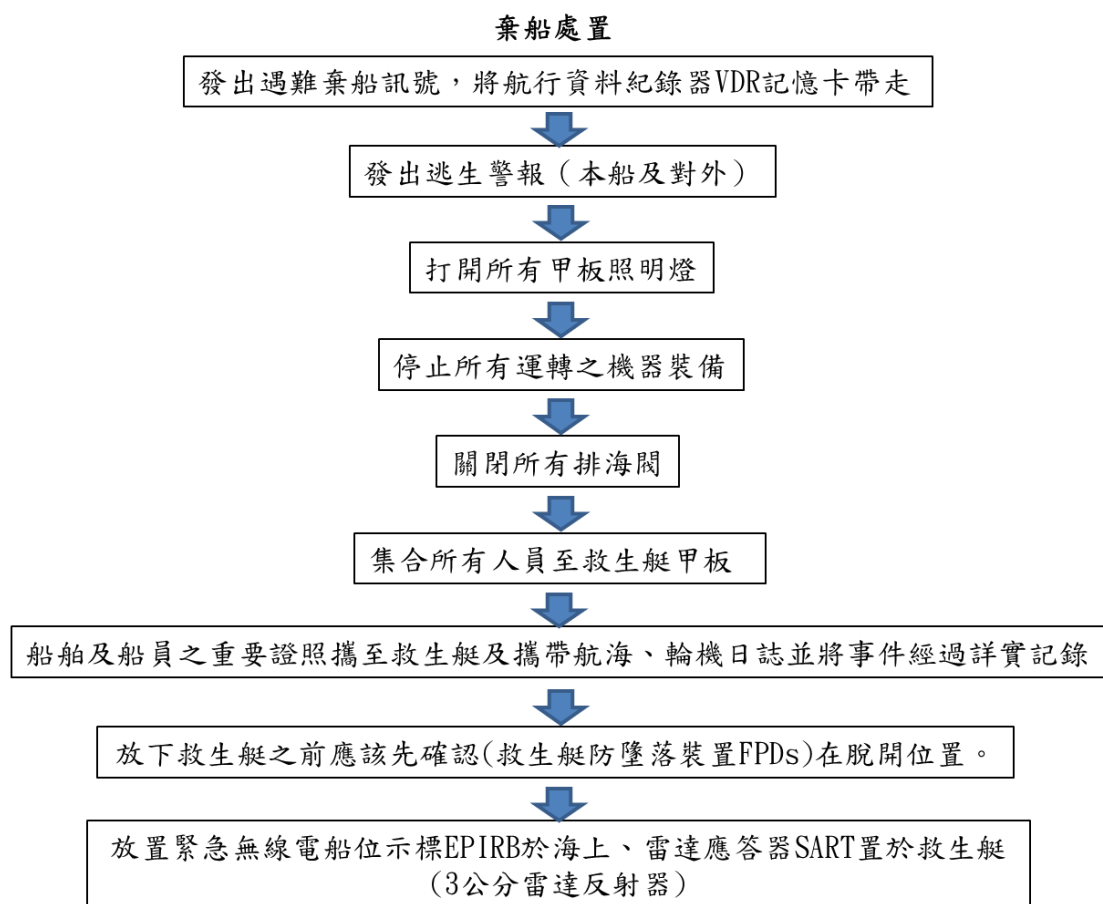 棄船處置
發出遇難棄船訊號，將航行資料紀錄器VDR記憶卡帶走
發出逃生警報（本船及對外）
打開所有甲板照明燈
停止所有運轉之機器裝備
關閉所有排海閥
集合所有人員至救生艇甲板
船舶及船員之重要證照攜至救生艇及攜帶航海、輪機日誌並將事件經過詳實記錄
放下救生艇之前應該先確認(救生艇防墜落裝置FPDs)在脫開位置。
放置緊急無線電船位示標EPIRB於海上、雷達應答器SART置於救生艇
（3公分雷達反射器）